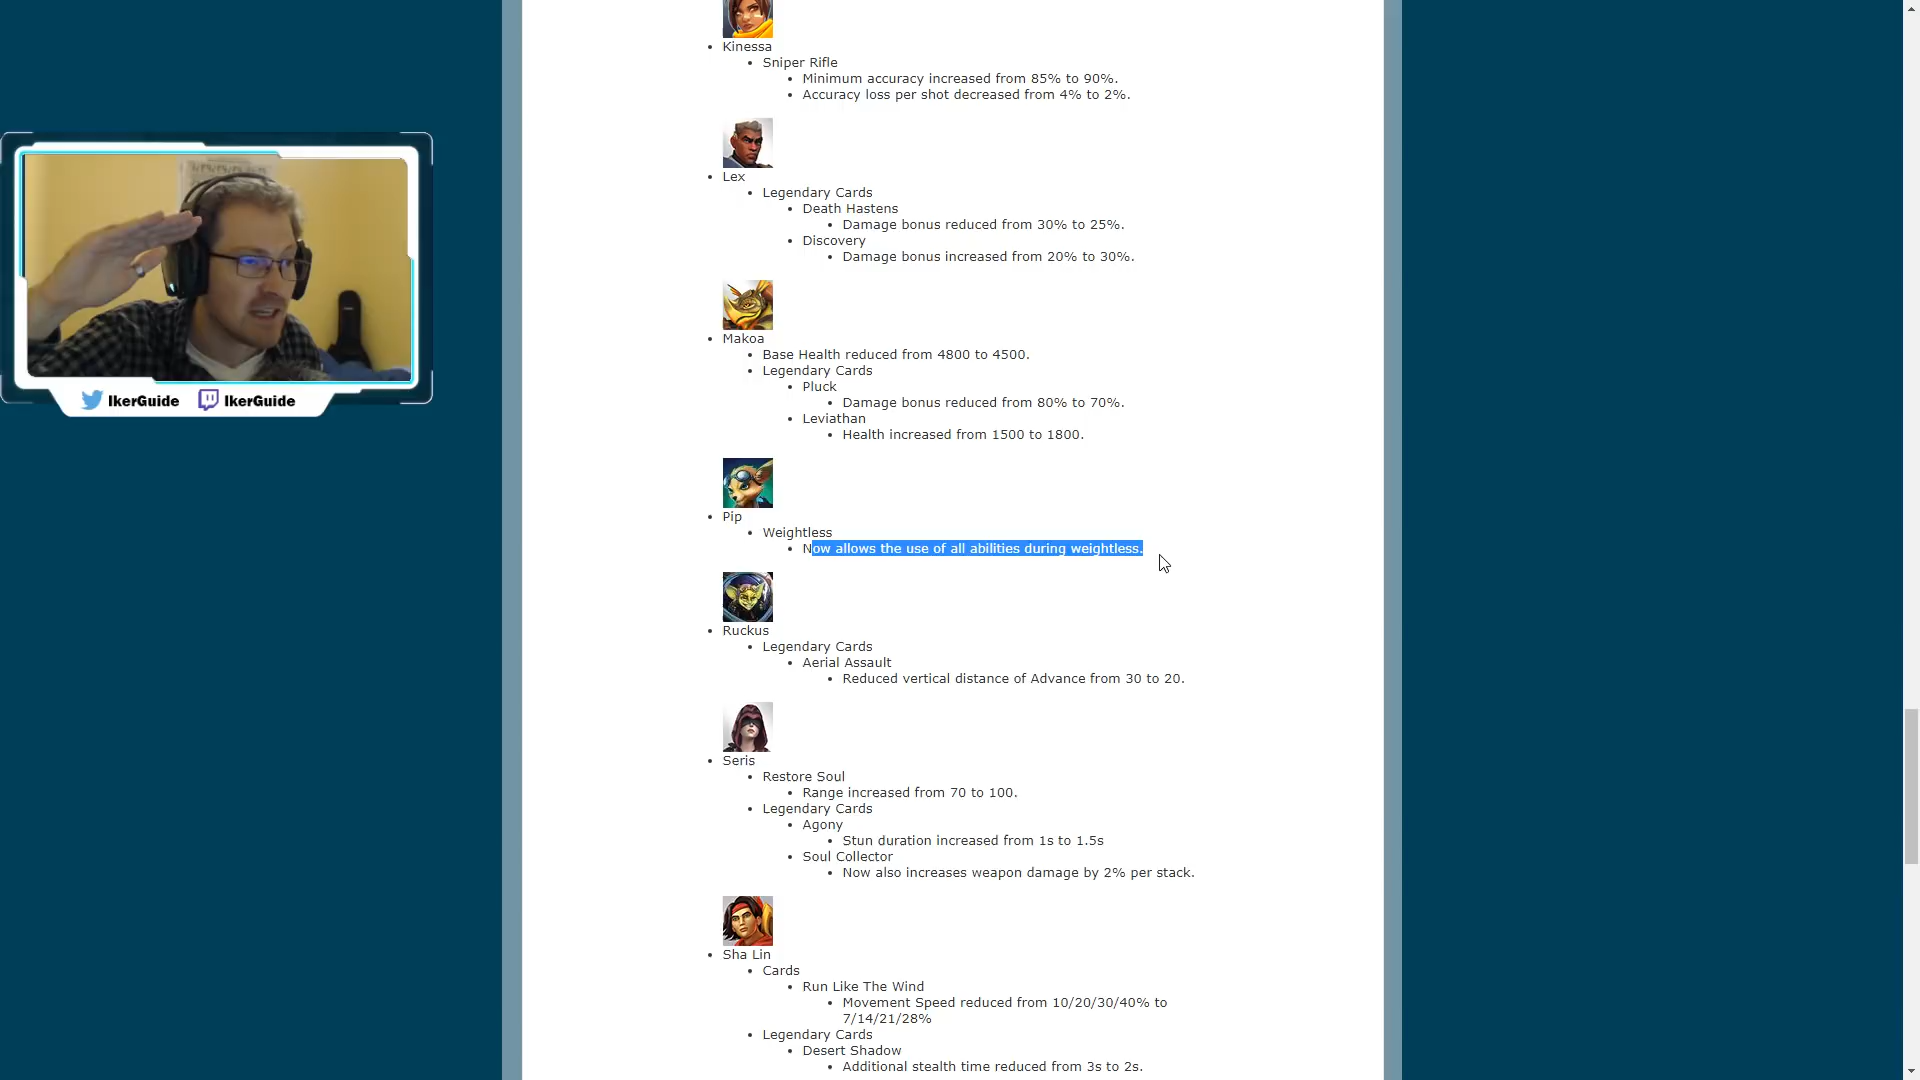 Kinessa
Sniper Rifle
Minimum accuracy increased from 85% to 90%.
Accuracy loss per shot decreased from 4% to 2%.
Lex
Legendary Cards
Death Hastens
Damage bonus reduced from 30% to 25%.
Discovery
Damage bonus increased from 20% to 30%.
Makoa
Base Health reduced from 4800 to 4500.
Legendary Cards
Pluck
Damage bonus reduced from 80% to 70%.
Leviathan
Health increased from 1500 to 1800.
IkerGuide IkerGuide
Pip
Weightless
Now allows the use of all abilities during weightless.
Ruckus
Legendary Cards
Aerial Assault
Reduced vertical distance of Advance from 30 to 20.
Seris
Restore Soul
Range increased from 70 to 100.
Legendary Cards
Agony
Stun duration increased from 1s to 1.5s
Soul Collector
Now also increases weapon damage by 2% per stack.
Sha Lin
Cards
Run Like The Wind
Movement Speed reduced from 10/20/30/40% to
7/14/21/28%
Legendary Cards
Desert Shadow
Additional stealth time reduced from 3s to 2s.